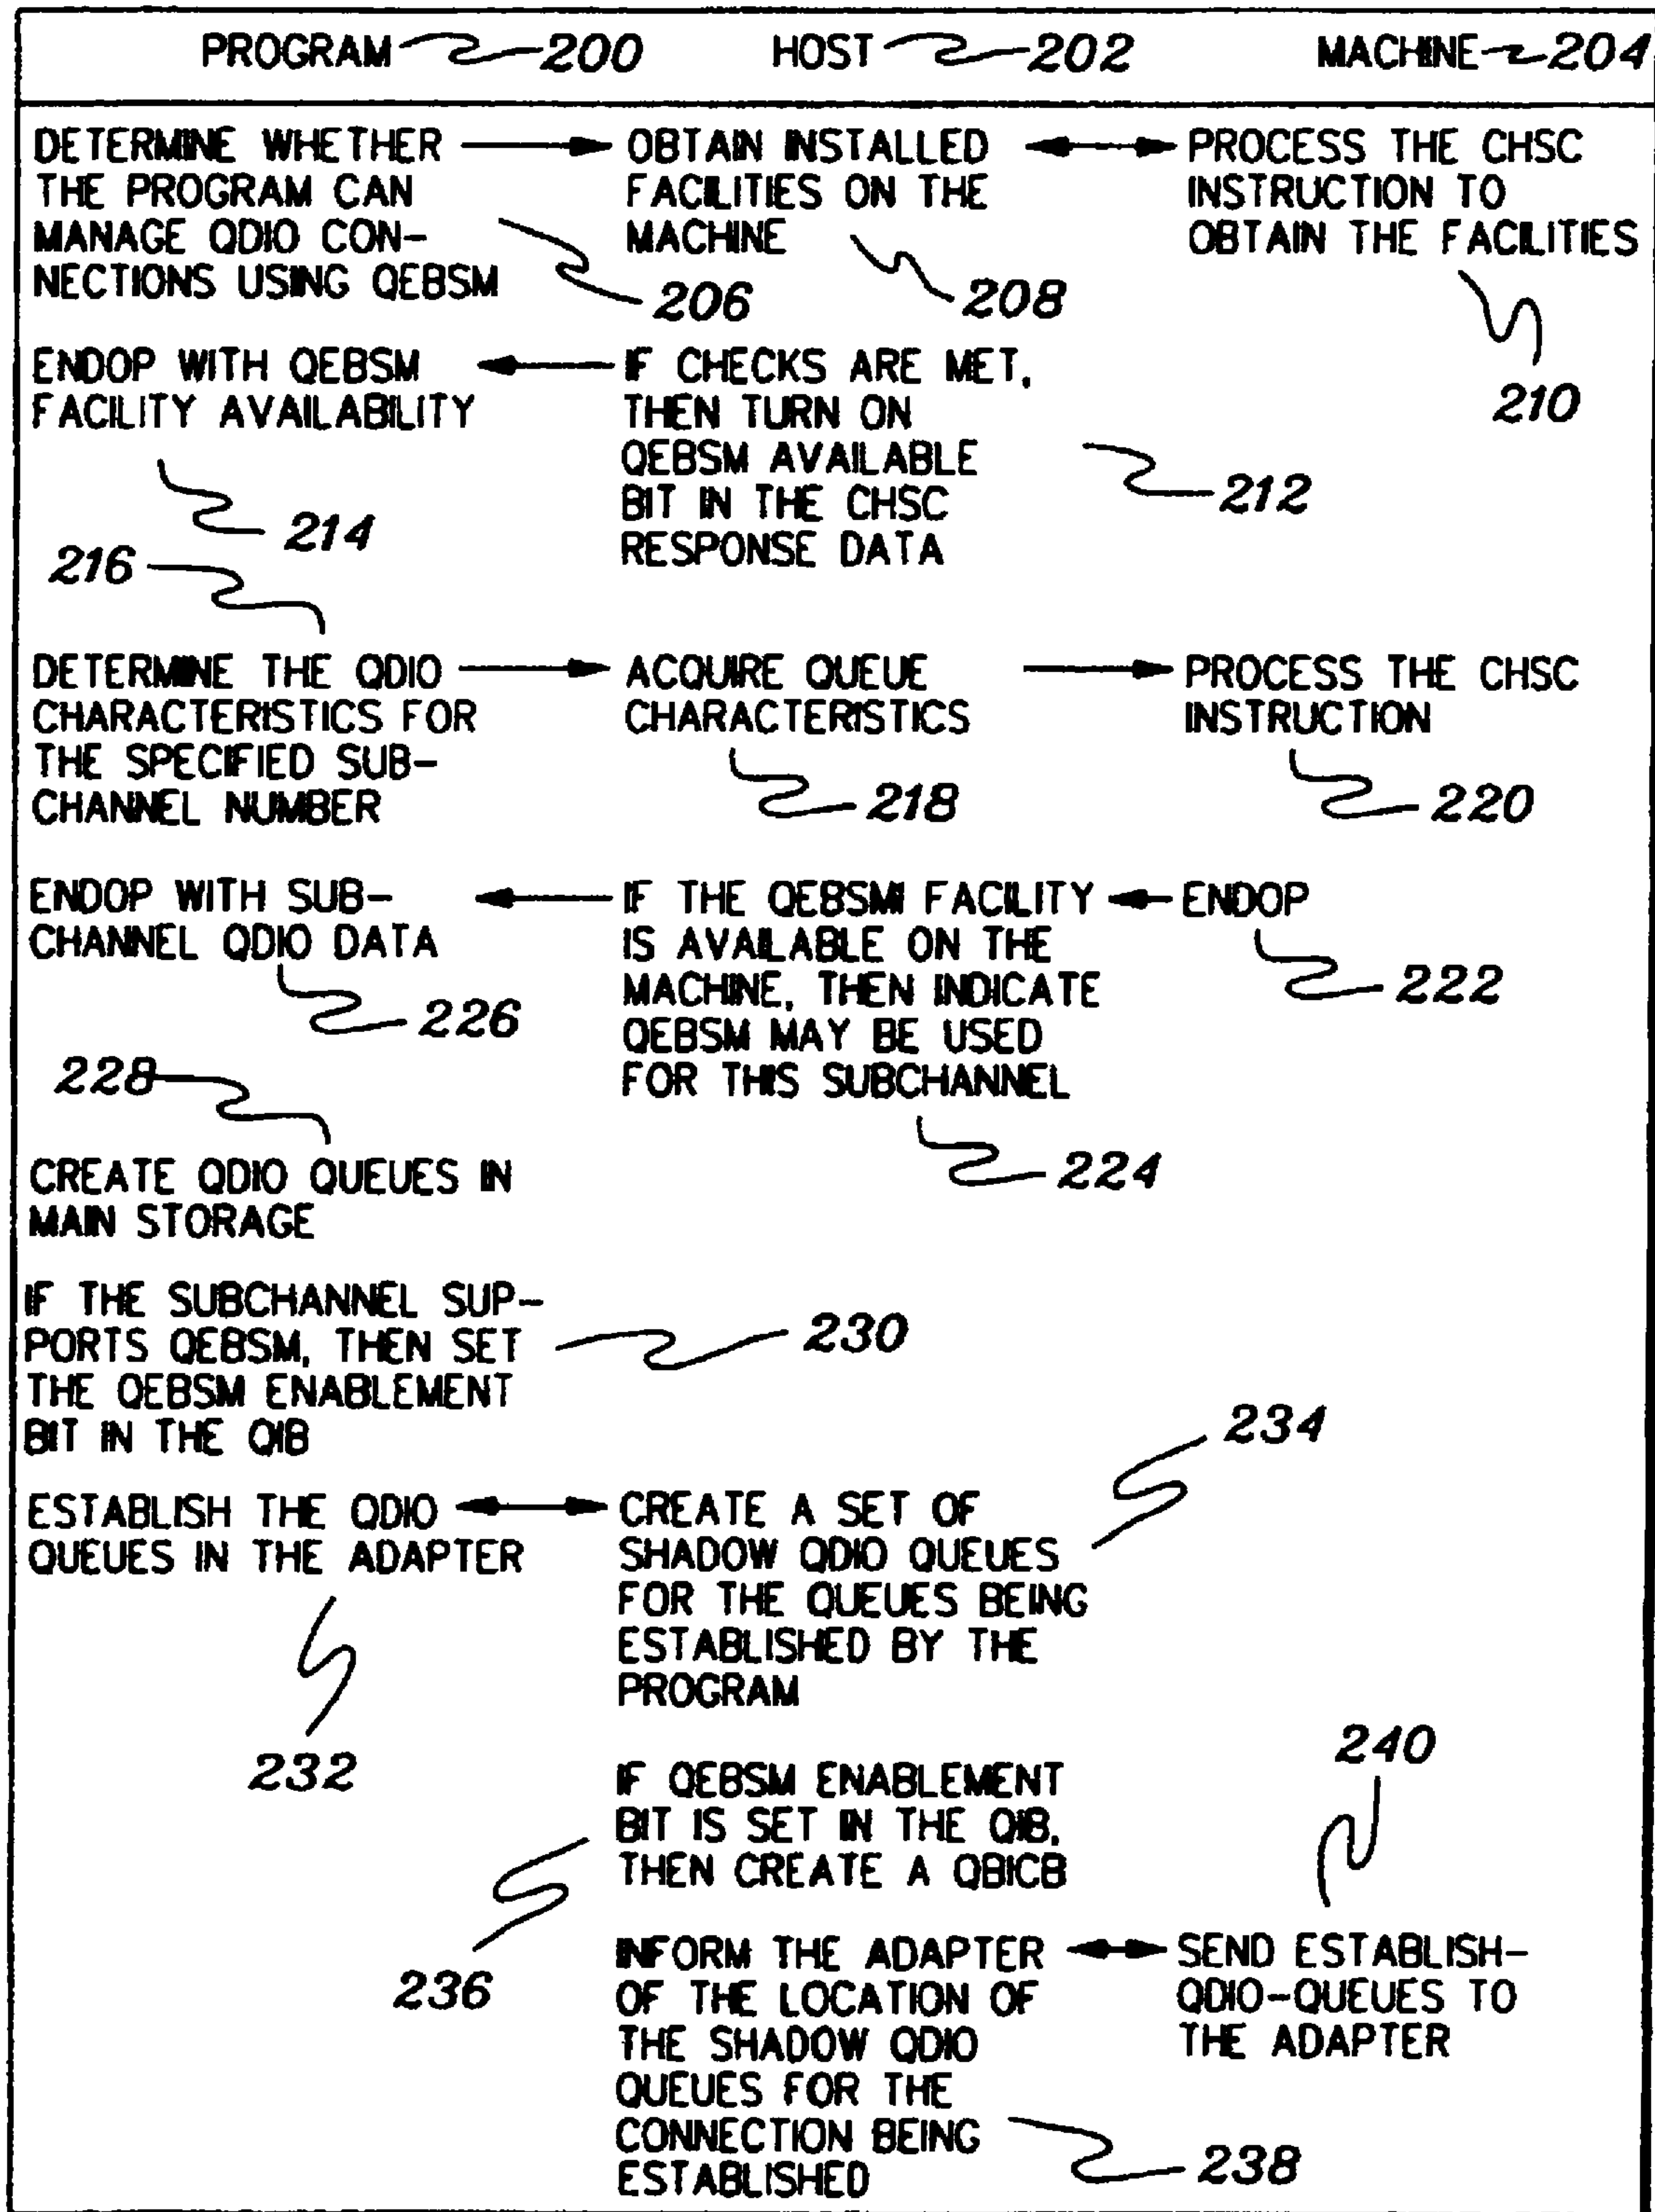 PROGRAM 200 HOST 202 MACHINE 204
DETERMINE WHETHER
THE PROGRAM CAN
MANAGE QDIO CON-
NECTIONS USING QEBSM
206
OBTAIN INSTALLED
FACILITIES ON THE
MACHINE
208
PROCESS THE CHSC
INSTRUCTION TO
OBTAIN THE FACILITIES
210
ENDOP WITH QEBSM
FACILITY AVAILABILITY
214
IF CHECKS ARE MET,
THEN TURN ON
QEBSM AVAILABLE
BIT IN THE CHSC
RESPONSE DATA
212
216
DETERMINE THE QDIO
CHARACTERISTICS FOR
THE SPECIFIED SUB-
CHANNEL NUMBER
ACQUIRE QUEUE
CHARACTERISTICS
218
PROCESS THE CHSC
INSTRUCTION
220
ENDOP WITH SUB-
CHANNEL QDIO DATA
226
IF THE QEBSMI FACILITY
IS AVAILABLE ON THE
MACHINE, THEN INDICATE
QEBSM MAY BE USED
FOR THIS SUBCHANNEL
224
ENDOP
222
228
CREATE QDIO QUEUES IN
MAIN STORAGE
IF THE SUBCHANNEL SUP-
PORTS QEBSM, THEN SET
THE QEBSM ENABLEMENT
BIT IN THE QIB
230
ESTABLISH THE QDIO
QUEUES IN THE ADAPTER
232
CREATE A SET OF
SHADOW QDIO QUEUES
FOR THE QUEUES BEING
ESTABLISHED BY THE
PROGRAM
234
IF QEBSM ENABLEMENT
BIT IS SET IN THE QIB,
THEN CREATE A QBICB
236
INFORM THE ADAPTER
OF THE LOCATION OF
THE SHADOW QDIO
QUEUES FOR THE
CONNECTION BEING
ESTABLISHED
238
240
SEND ESTABLISH-
QDIO-QUEUES TO
THE ADAPTER